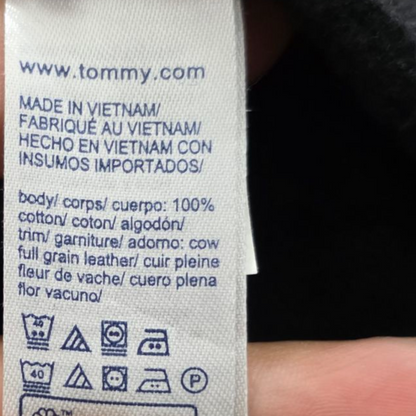 www.tommy.com
MADE IN VIETNAM/
FABRIQUÉ AU VIETNAM/
HECHO EN VIETNAM CON
INSUMOS IMPORTADOS/
body/ corps/ cuerpo: 100%
cotton/ coton/ algodón/
trim/ garniture/ adorno: cow
full grain leather/ cuir pleine
fleur de vache/ cuero plena
flor vacuno/
40
40 P
TM